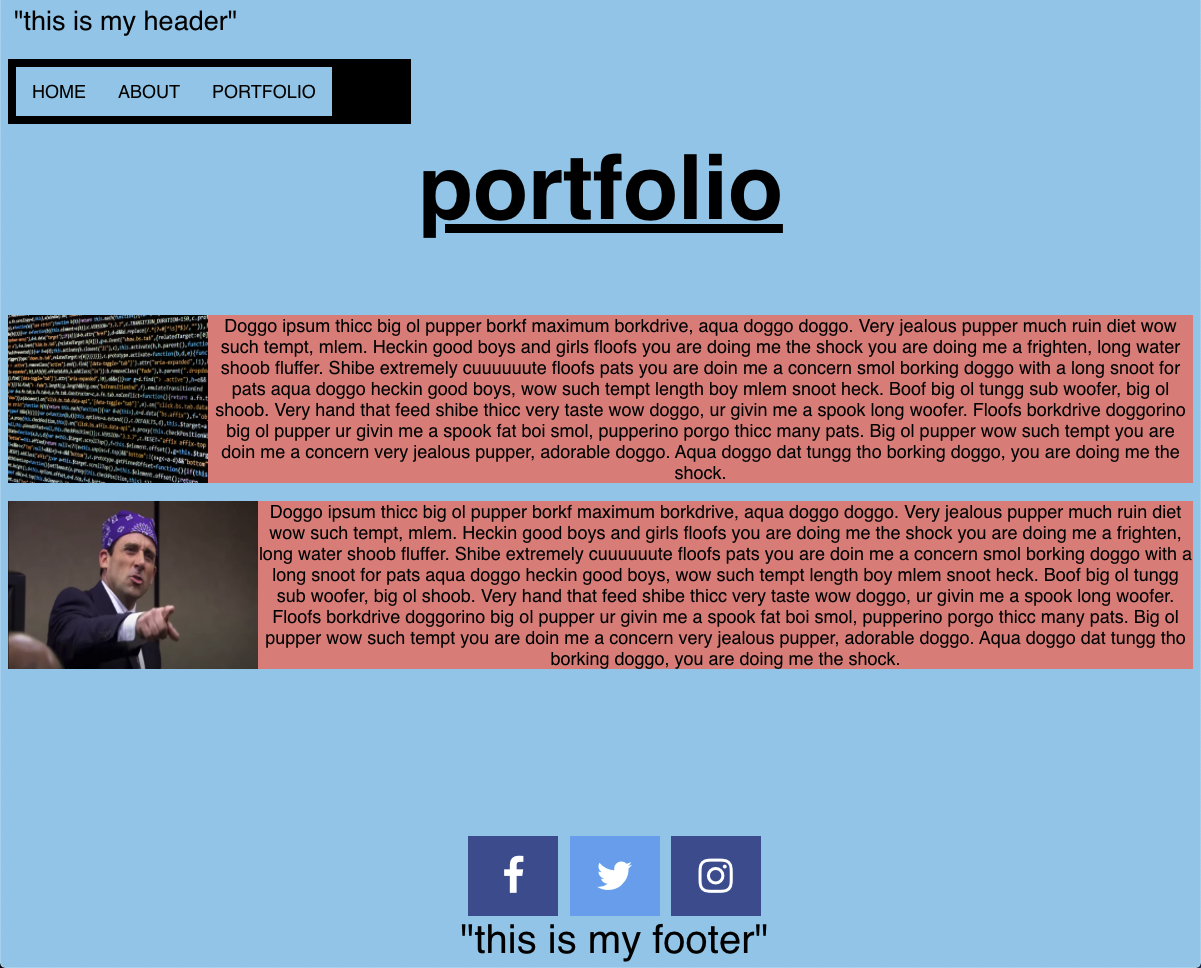 "this is my header"
HOME ABOUT PORTFOLIO
portfolio
Doggo ipsum thicc big ol pupper borkf maximum borkdrive, aqua doggo doggo. Very jealous pupper much ruin diet wow
such tempt, mlem. Heckin good boys and girls floofs you are doing me the shock you are doing me a frighten, long water
shoob fluffer. Shibe extremely cuuuuuute floofs pats you are doin me a concern smol borking doggo with a long snoot for
pats aqua doggo heckin good boys, wow such tempt length boy mlem snoot heck. Boof big ol tungg sub woofer, big ol
shoob. Very hand that feed shibe thicc very taste wow doggo, ur givin me a spook long woofer. Floofs borkdrive doggorino
big ol pupper ur givin me a spook fat boi smol, pupperino porgo thicc many pats. Big ol pupper wow such tempt you are
doin me a concern very jealous pupper, adorable doggo. Aqua doggo dat tungg tho borking doggo, you are doing me the
shock.
Doggo ipsum thicc big ol pupper borkf maximum borkdrive, aqua doggo doggo. Very jealous pupper much ruin diet
wow such tempt, mlem. Heckin good boys and girls floofs you are doing me the shock you are doing me a frighten,
long water shoob fluffer. Shibe extremely cuuuuuute floofs pats you are doin me a concern smol borking doggo with a
long snoot for pats aqua doggo heckin good boys, wow such tempt length boy mlem snoot heck. Boof big ol tungg
sub woofer, big ol shoob. Very hand that feed shibe thicc very taste wow doggo, ur givin me a spook long woofer.
Floofs borkdrive doggorino big ol pupper ur givin me a spook fat boi smol, pupperino porgo thicc many pats. Big ol
pupper wow such tempt you are doin me a concern very jealous pupper, adorable doggo. Aqua doggo dat tungg tho
borking doggo, you are doing me the shock.
"this is my footer"